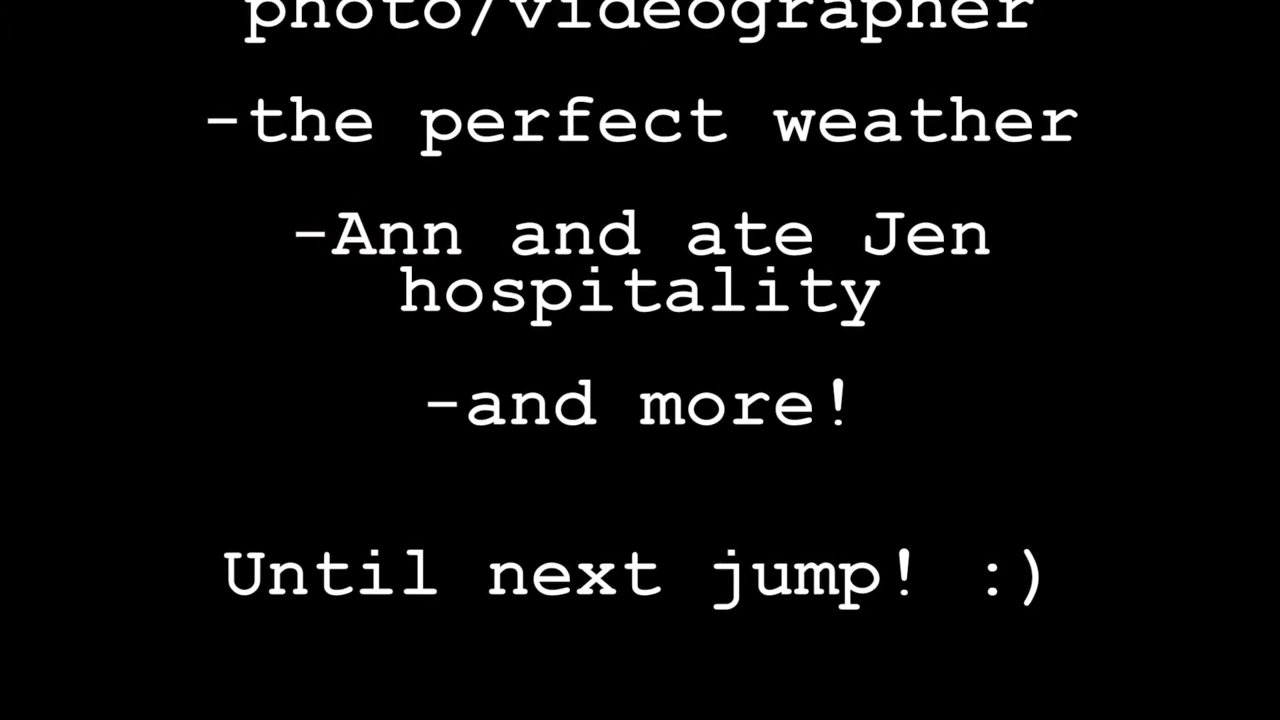 photo/videographer
-the perfect weather
-Ann and ate Jen
hospitality
-and more!
Until next jump! :)